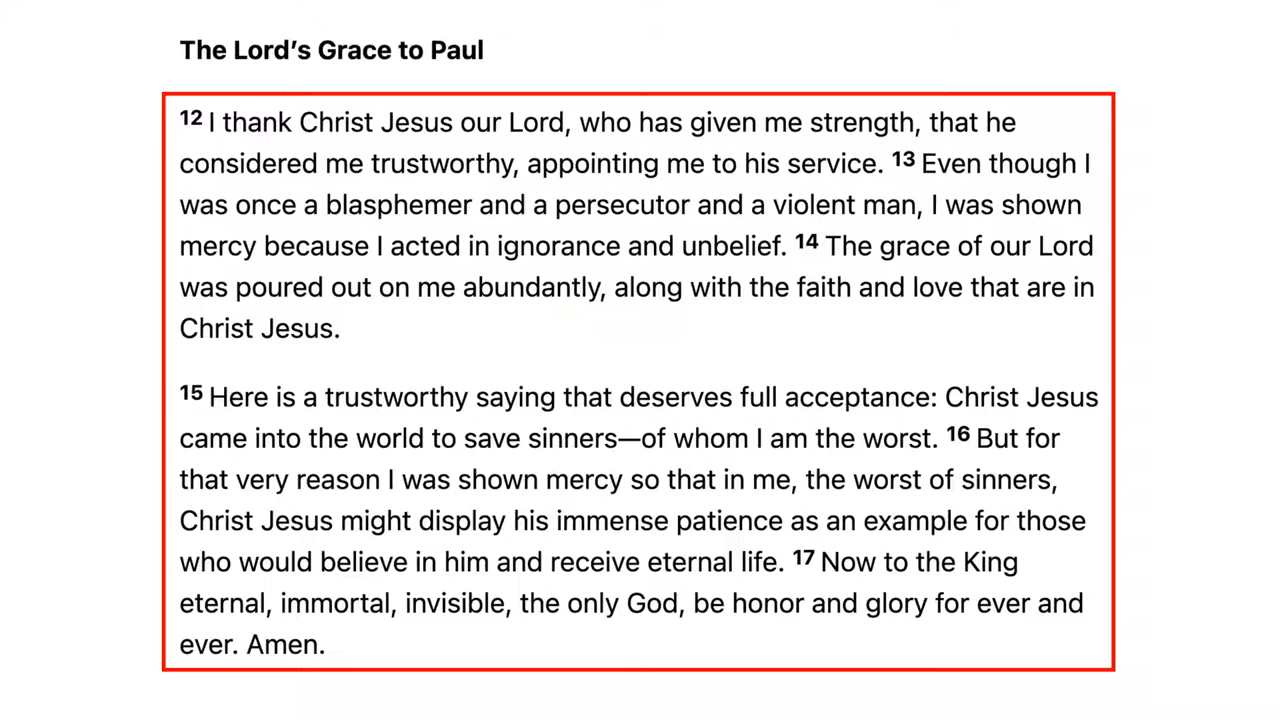 The Lord’s Grace to Paul
12 I thank Christ Jesus our Lord, who has given me strength, that he
considered me trustworthy, appointing me to his service. 13 Even though I
was once a blasphemer and a persecutor and a violent man, I was shown
mercy because I acted in ignorance and unbelief. 14 The grace of our Lord
was poured out on me abundantly, along with the faith and love that are in
Christ Jesus.
15 Here is a trustworthy saying that deserves full acceptance: Christ Jesus
came into the world to save sinners—of whom I am the worst. 16 But for
that very reason I was shown mercy so that in me, the worst of sinners,
Christ Jesus might display his immense patience as an example for those
who would believe in him and receive eternal life. 17 Now to the King
eternal, immortal, invisible, the only God, be honor and glory for ever and
ever. Amen.